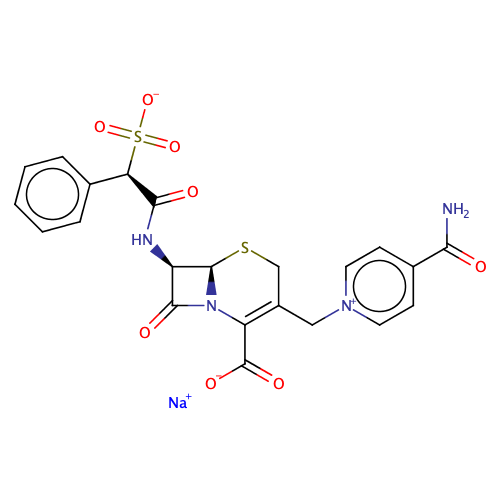 O⁻
O S O
O
NH₂
HN S O
N N⁺
O
O⁻ O
Na⁺